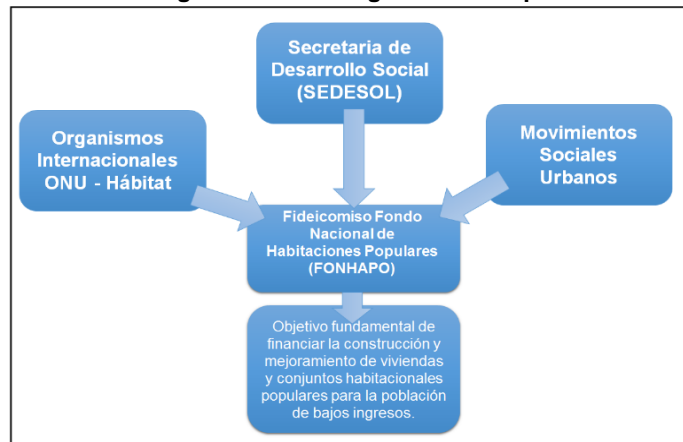 Secretaria de
Desarrollo Social
(SEDESOL)
Organismos
Internacionales
ONU - Hábitat
Movimientos
Sociales
Urbanos
Fideicomiso Fondo
Nacional de
Habitaciones Populares
(FONHAPO)
Objetivo fundamental de
financiar la construcción y
mejoramiento de viviendas
y conjuntos habitacionales
populares para la población
de bajos ingresos.